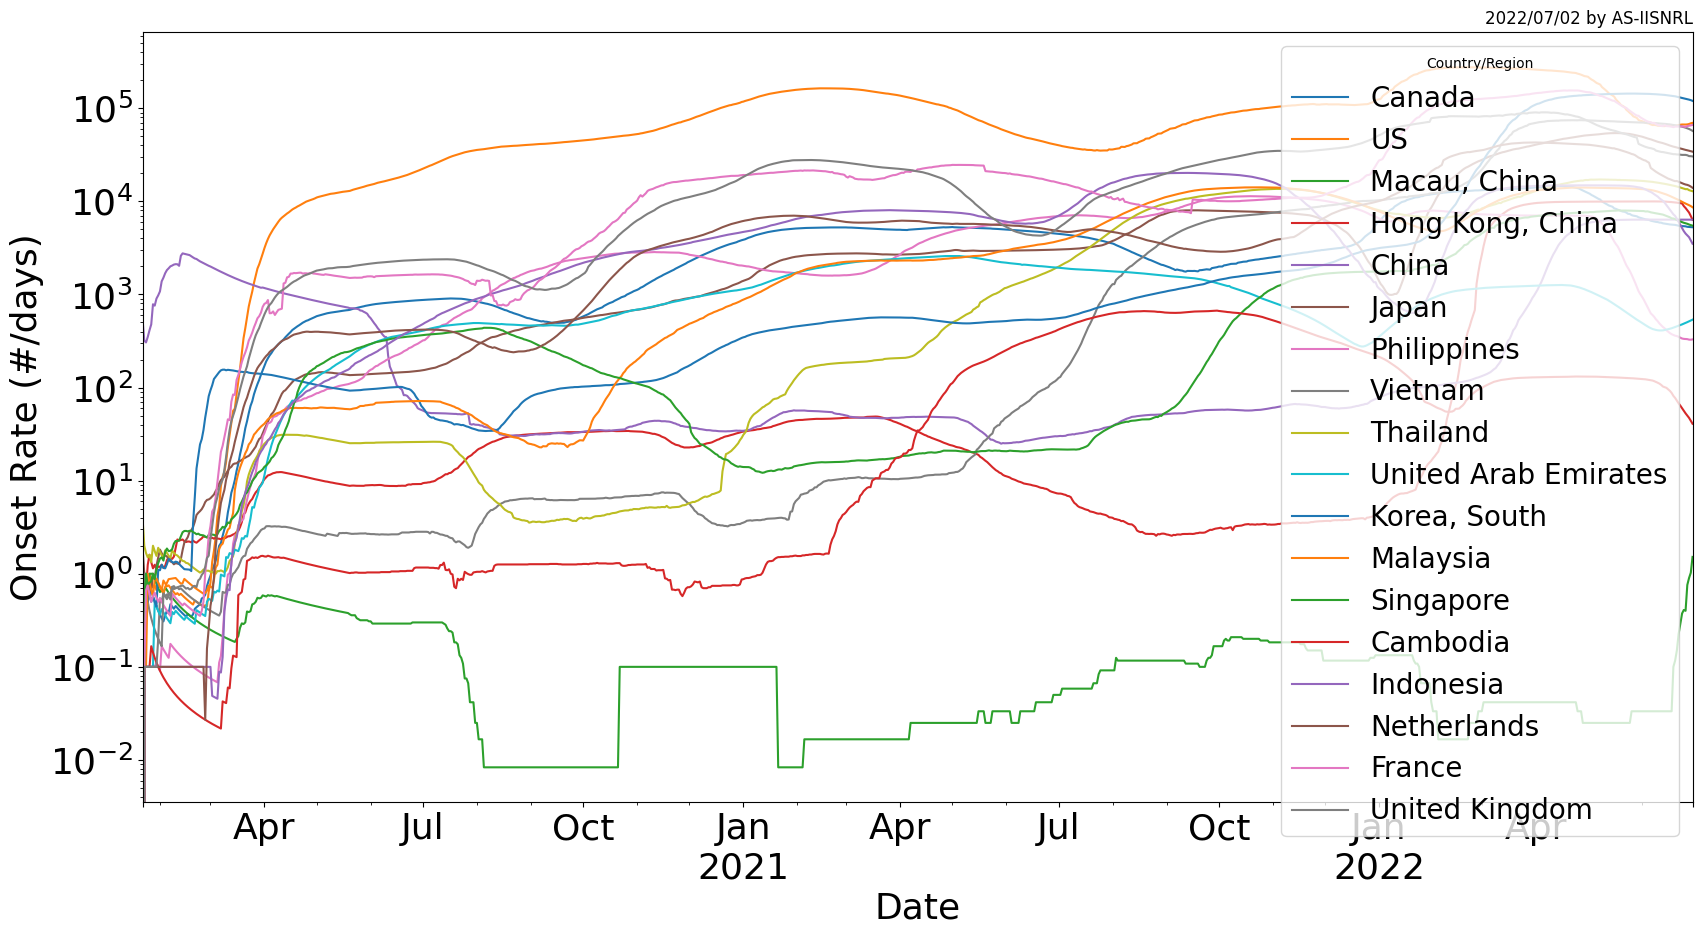 2022/07/02 by AS-IISNRL
Onset Rate (#/days)
10^5
10^4
10^3
10^2
10^1
10^0
10^−1
10^−2
Country/Region
Canada
US
Macau, China
Hong Kong, China
China
Japan
Philippines
Vietnam
Thailand
United Arab Emirates
Korea, South
Malaysia
Singapore
Cambodia
Indonesia
Netherlands
France
United Kingdom
Apr Jul Oct Jan Apr Jul Oct Jan Apr
2021 2022
Date